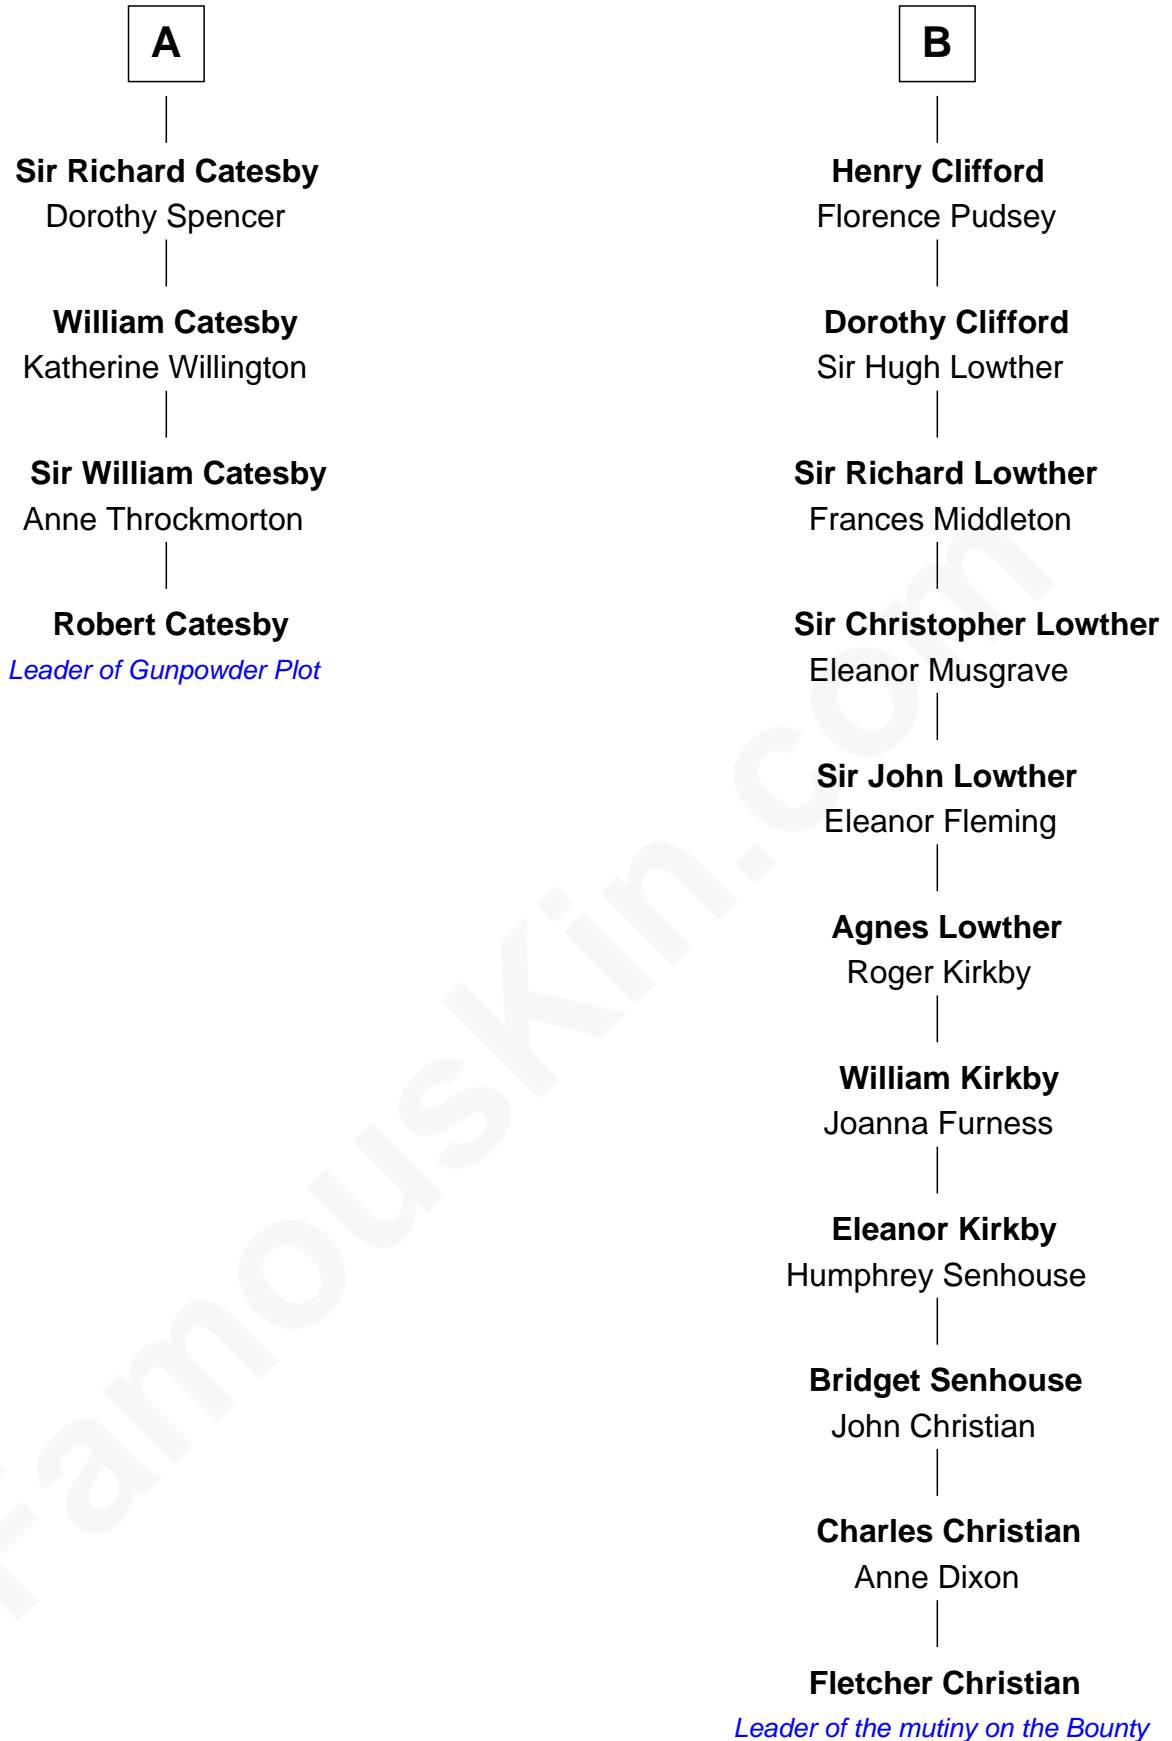 A
Sir Richard Catesby
Dorothy Spencer
William Catesby
Katherine Willington
Sir William Catesby
Anne Throckmorton
Robert Catesby
Leader of Gunpowder Plot
B
Henry Clifford
Florence Pudsey
Dorothy Clifford
Sir Hugh Lowther
Sir Richard Lowther
Frances Middleton
Sir Christopher Lowther
Eleanor Musgrave
Sir John Lowther
Eleanor Fleming
Agnes Lowther
Roger Kirkby
William Kirkby
Joanna Furness
Eleanor Kirkby
Humphrey Senhouse
Bridget Senhouse
John Christian
Charles Christian
Anne Dixon
Fletcher Christian
Leader of the mutiny on the Bounty
FamousKin.com